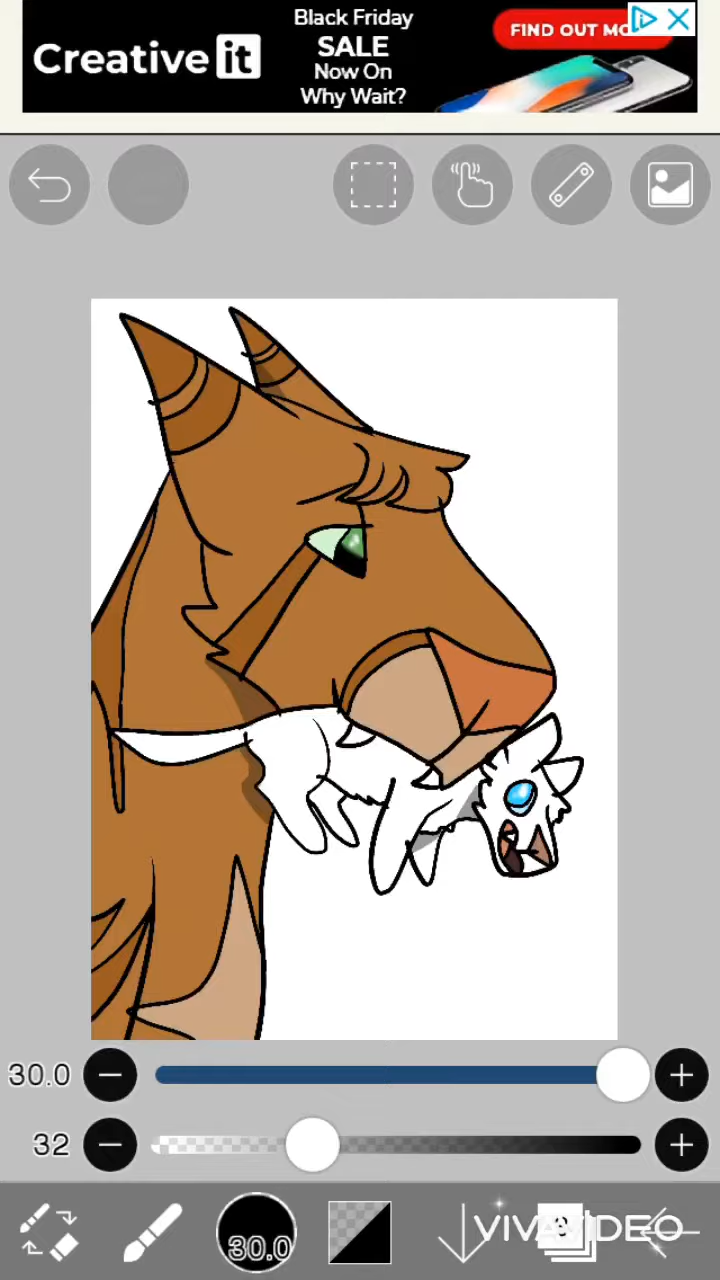 Black Friday
SALE
Now On
Why Wait?
Creative it
FIND OUT MO
30.0
32
30.0
VIVAVIDEO